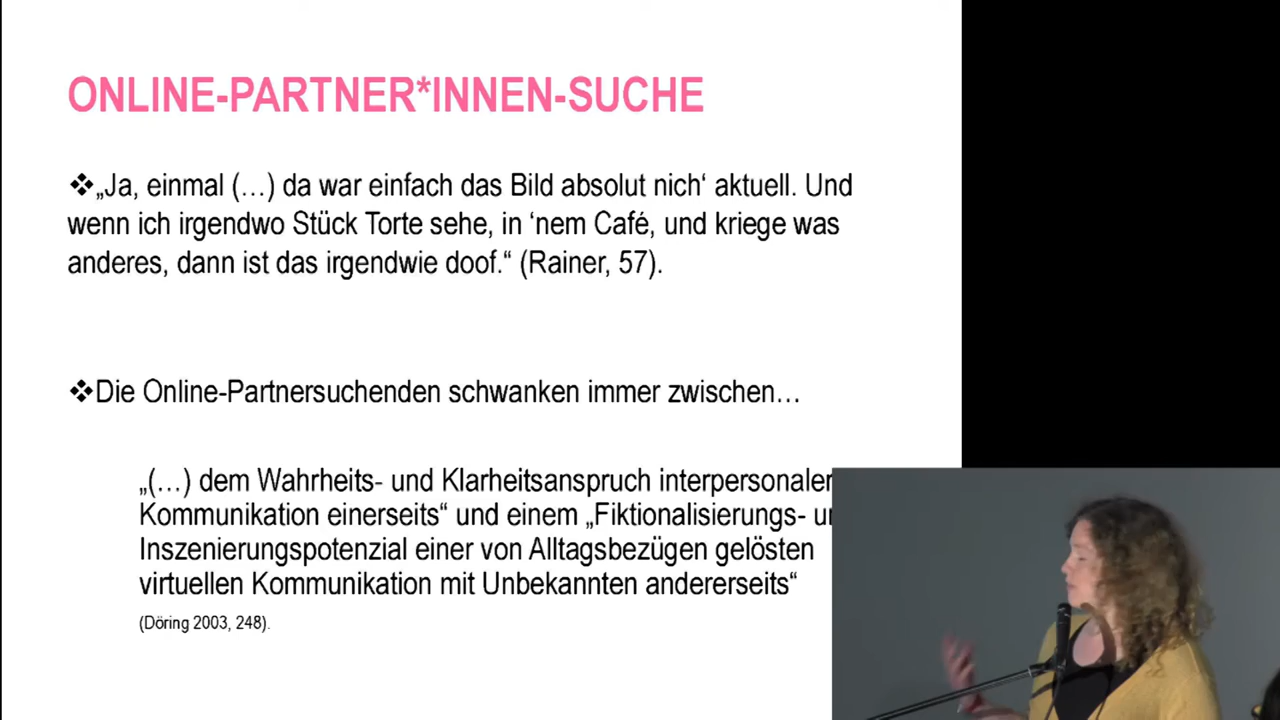 ONLINE-PARTNER*INNEN-SUCHE
❖„Ja, einmal (…) da war einfach das Bild absolut nich‘ aktuell. Und
wenn ich irgendwo Stück Torte sehe, in ‘nem Café, und kriege was
anderes, dann ist das irgendwie doof.“ (Rainer, 57).
❖Die Online-Partnersuchenden schwanken immer zwischen…
„(…) dem Wahrheits- und Klarheitsanspruch interpersonaler
Kommunikation einerseits“ und einem „Fiktionalisierungs-
Inszenierungspotenzial einer von Alltagsbezügen gelösten
virtuellen Kommunikation mit Unbekannten andererseits“
(Döring 2003, 248).